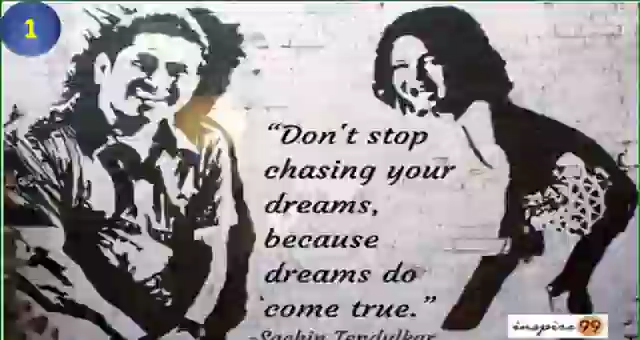 1
“Don't stop
chasing your
dreams,
because
dreams do
come true.”
-Sachin Tendulkar
inspire99